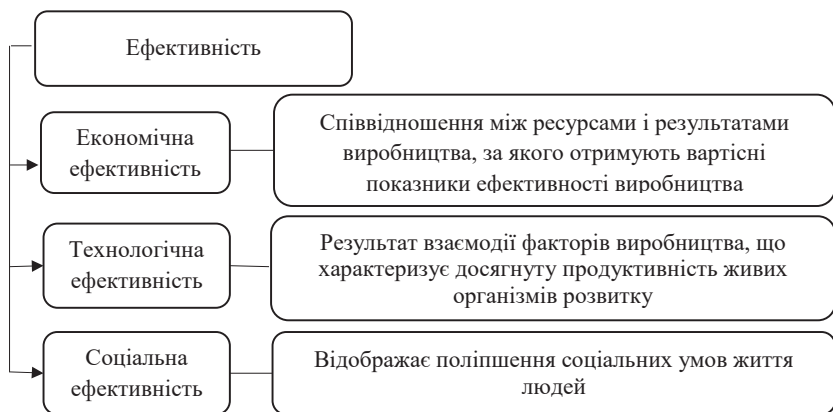 Ефективність
Економічна
ефективність
Співвідношення між ресурсами і результатами
виробництва, за якого отримують вартісні
показники ефективності виробництва
Технологічна
ефективність
Результат взаємодії факторів виробництва, що
характеризує досягнуту продуктивність живих
організмів розвитку
Соціальна
ефективність
Відображає поліпшення соціальних умов життя
людей